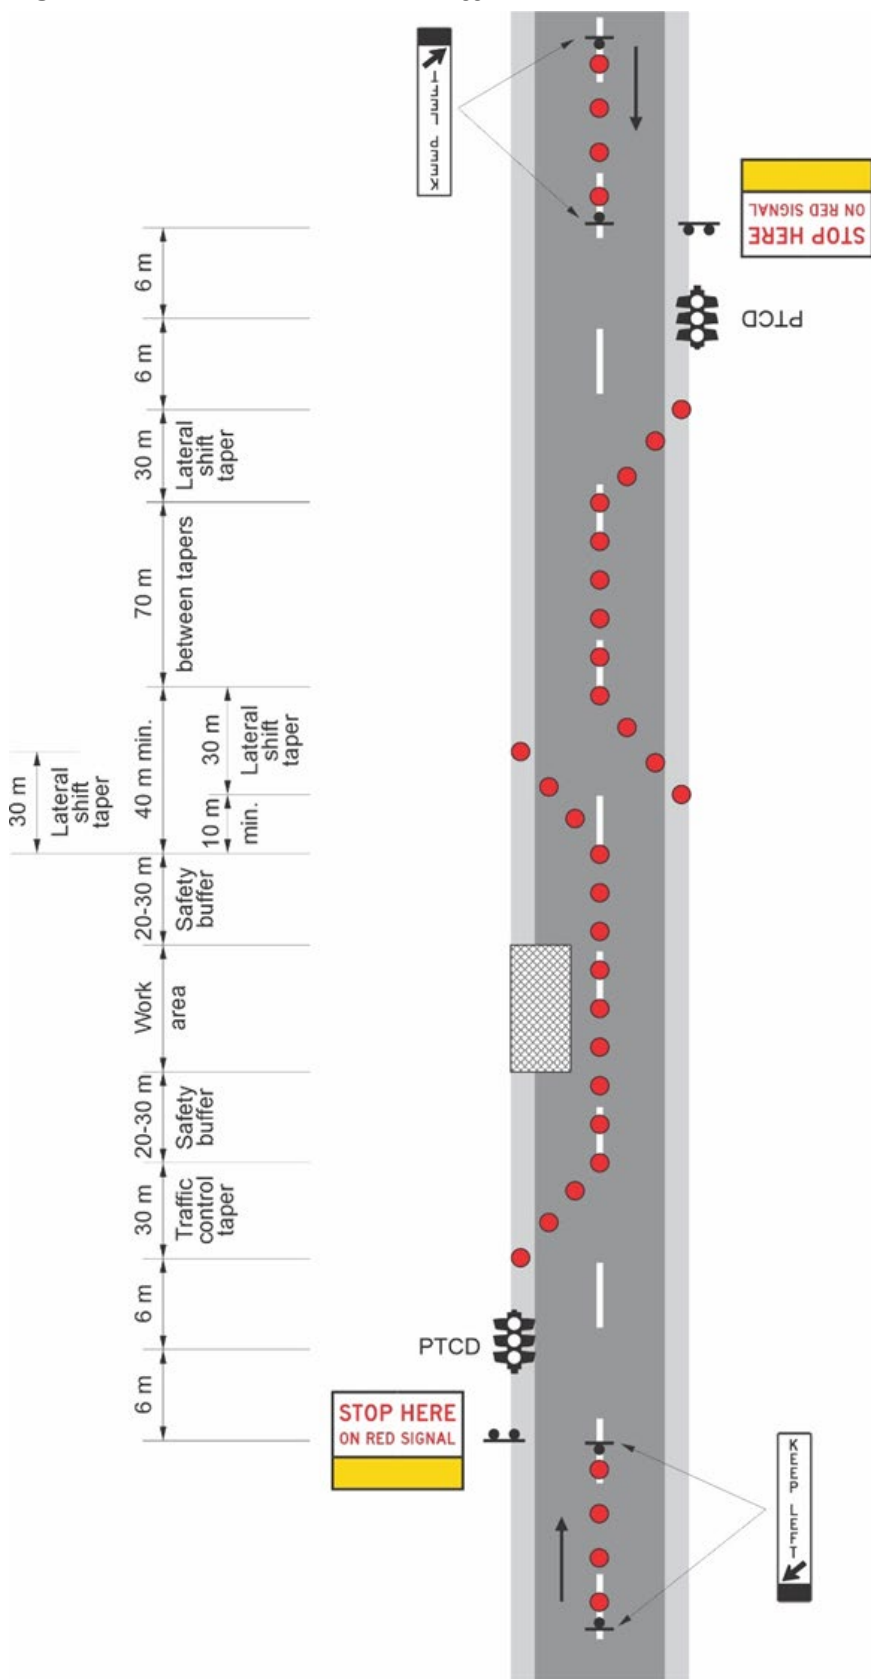 KEEP LEFT
STOP HERE
ON RED SIGNAL
PTCD
6 m
6 m
30 m
Lateral
shift
taper
70 m
between tapers
40 m min.
30 m
Lateral
shift
taper
10 m
min.
30 m
Lateral
shift
taper
20-30 m
Safety
buffer
Work
area
20-30 m
Safety
buffer
30 m
Traffic
control
taper
6 m
PTCD
6 m
STOP HERE
ON RED SIGNAL
KEEP LEFT